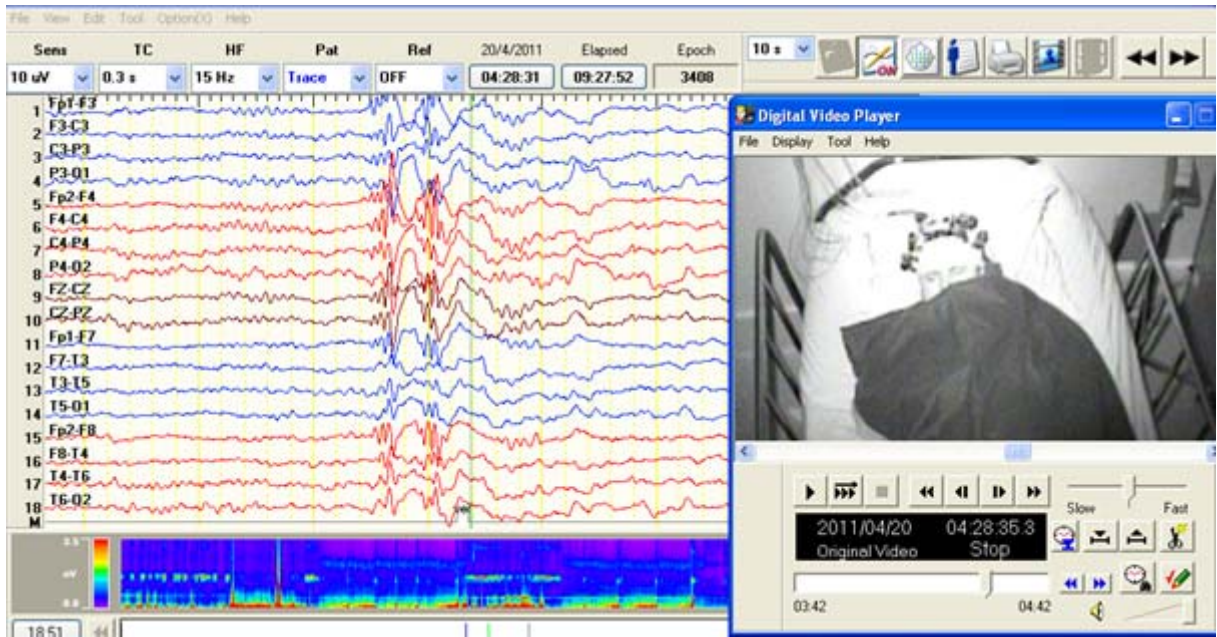 File View Edit Tool Option(X) Help
Sens TC HF Pat Ref 20/4/2011 Elapsed Epoch
10 uV 0.3 s 15 Hz Trace OFF 04:28:31 09:27:52 3408 10 s ON
1 Fp1-F3
2 F3-C3
3 C3-P3
4 P3-O1
5 Fp2-F4
6 F4-C4
7 C4-P4
8 P4-O2
9 FZ-CZ
10 CZ-PZ
11 Fp1-F7
12 F7-T3
13 T3-T5
14 T5-O1
15 Fp2-F8
16 F8-T4
17 T4-T6
18 T6-O2
M
0.0
18:51
Digital Video Player
File Display Tool Help
Slow Fast
2011/04/20 04:28:35.3
Original Video Stop
03:42 04:42